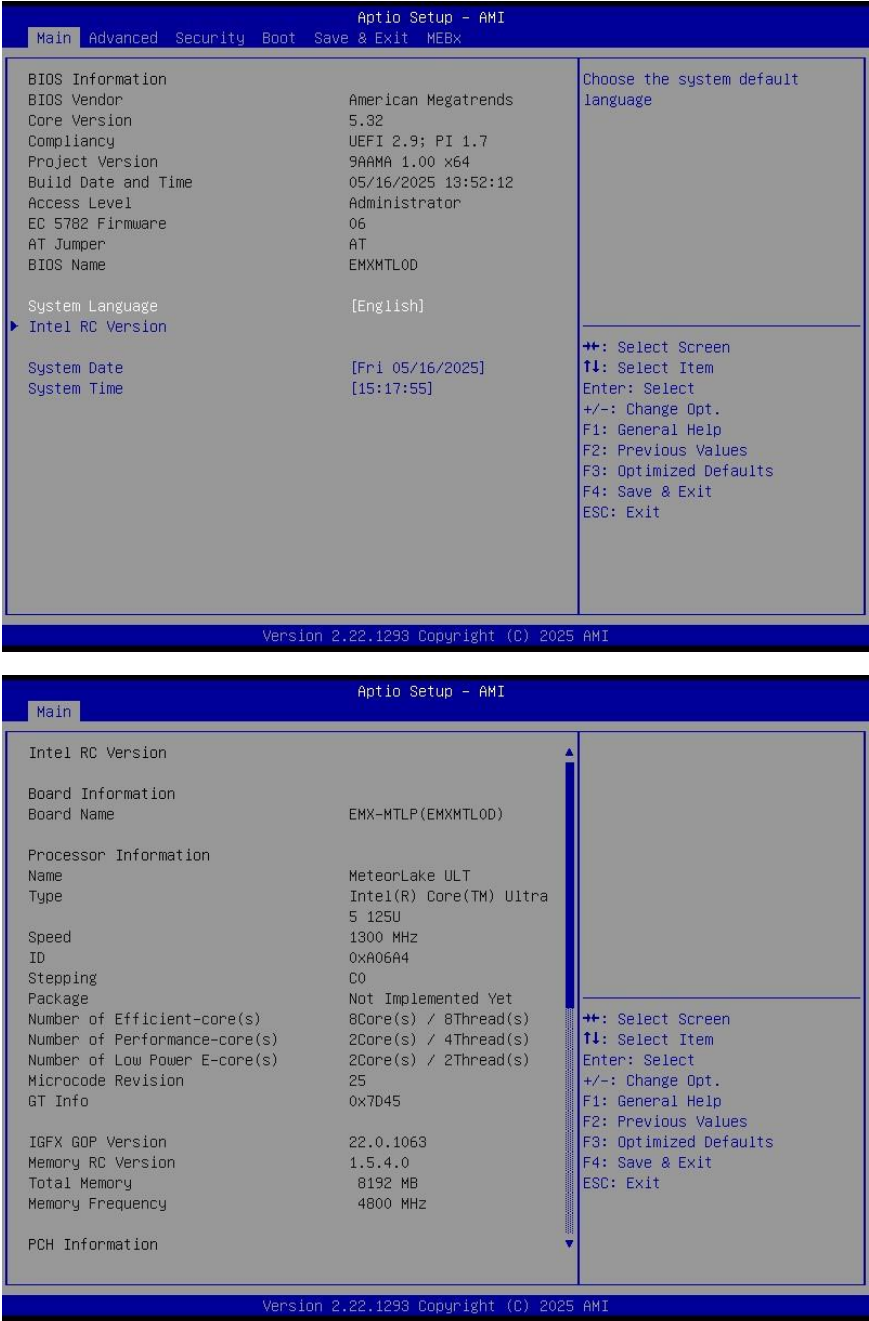 Aptio Setup – AMI
Main Advanced Security Boot Save & Exit MEBx
BIOS Information
BIOS Vendor American Megatrends
Core Version 5.32
Compliancy UEFI 2.9; PI 1.7
Project Version 9AAMA 1.00 x64
Build Date and Time 05/16/2025 13:52:12
Access Level Administrator
EC 5782 Firmware 06
AT Jumper AT
BIOS Name EMXMTLOD
System Language [English]
Intel RC Version
System Date [Fri 05/16/2025]
System Time [15:17:55]
Choose the system default
language
→←: Select Screen
↑↓: Select Item
Enter: Select
+/-: Change Opt.
F1: General Help
F2: Previous Values
F3: Optimized Defaults
F4: Save & Exit
ESC: Exit
Version 2.22.1293 Copyright (C) 2025 AMI
Aptio Setup – AMI
Main
Intel RC Version
Board Information
Board Name EMX-MTLP(EMXMTLOD)
Processor Information
Name MeteorLake ULT
Type Intel(R) Core(TM) Ultra
5 125U
Speed 1300 MHz
ID 0xA06A4
Stepping C0
Package Not Implemented Yet
Number of Efficient-core(s) 8Core(s) / 8Thread(s)
Number of Performance-core(s) 2Core(s) / 4Thread(s)
Number of Low Power E-core(s) 2Core(s) / 2Thread(s)
Microcode Revision 25
GT Info 0x7D45
IGFX GOP Version 22.0.1063
Memory RC Version 1.5.4.0
Total Memory 8192 MB
Memory Frequency 4800 MHz
PCH Information
→←: Select Screen
↑↓: Select Item
Enter: Select
+/-: Change Opt.
F1: General Help
F2: Previous Values
F3: Optimized Defaults
F4: Save & Exit
ESC: Exit
Version 2.22.1293 Copyright (C) 2025 AMI